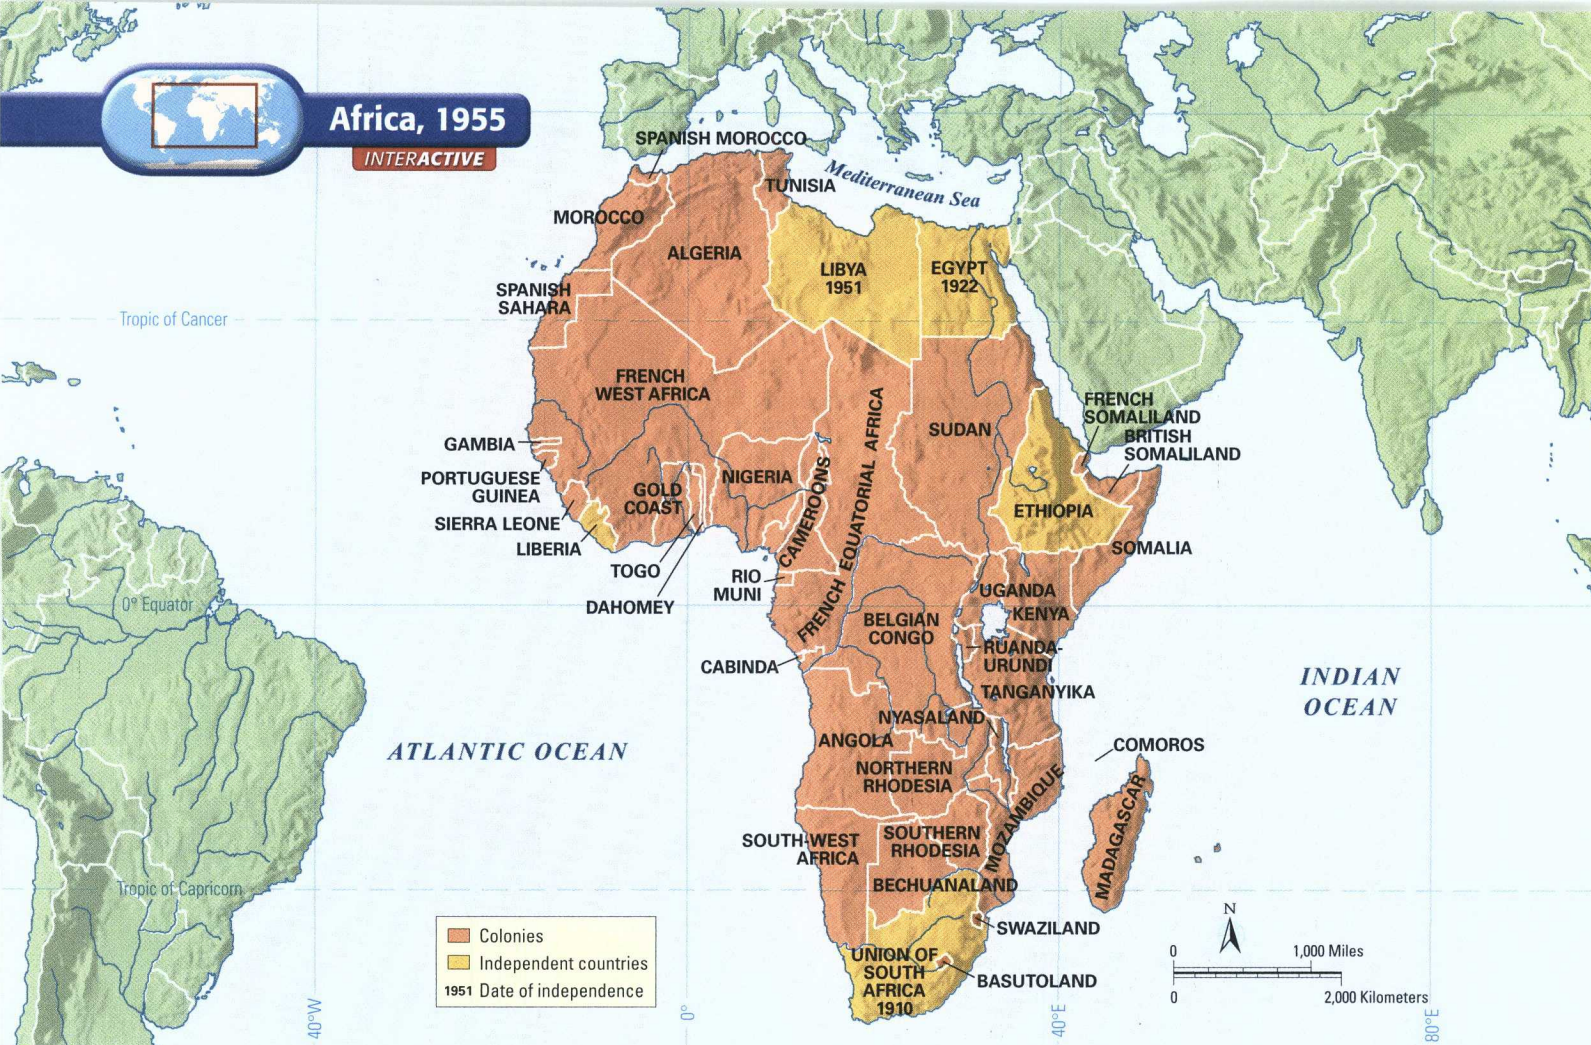 Africa, 1955
INTERACTIVE
SPANISH MOROCCO
Mediterranean Sea
TUNISIA
MOROCCO
ALGERIA
LIBYA
1951
EGYPT
1922
SPANISH
SAHARA
Tropic of Cancer
FRENCH
WEST AFRICA
FRENCH
SOMALILAND
BRITISH
SOMALILAND
SUDAN
GAMBIA
PORTUGUESE
GUINEA
NIGERIA
GOLD
COAST
CAMEROONS
FRENCH EQUATORIAL AFRICA
ETHIOPIA
SIERRA LEONE
LIBERIA
SOMALIA
TOGO
RIO
MUNI
DAHOMEY
0° Equator
UGANDA
KENYA
BELGIAN
CONGO
RUANDA-
URUNDI
CABINDA
INDIAN
OCEAN
TANGANYIKA
NYASALAND
ATLANTIC OCEAN
ANGOLA
COMOROS
NORTHERN
RHODESIA
MOZAMBIQUE
MADAGASCAR
SOUTH-WEST
AFRICA
SOUTHERN
RHODESIA
Tropic of Capricorn
BECHUANALAND
SWAZILAND
UNION OF
SOUTH
AFRICA
1910
BASUTOLAND
Colonies
Independent countries
1951 Date of independence
N
0 1,000 Miles
0 2,000 Kilometers
40°W
0°
40°E
80°E